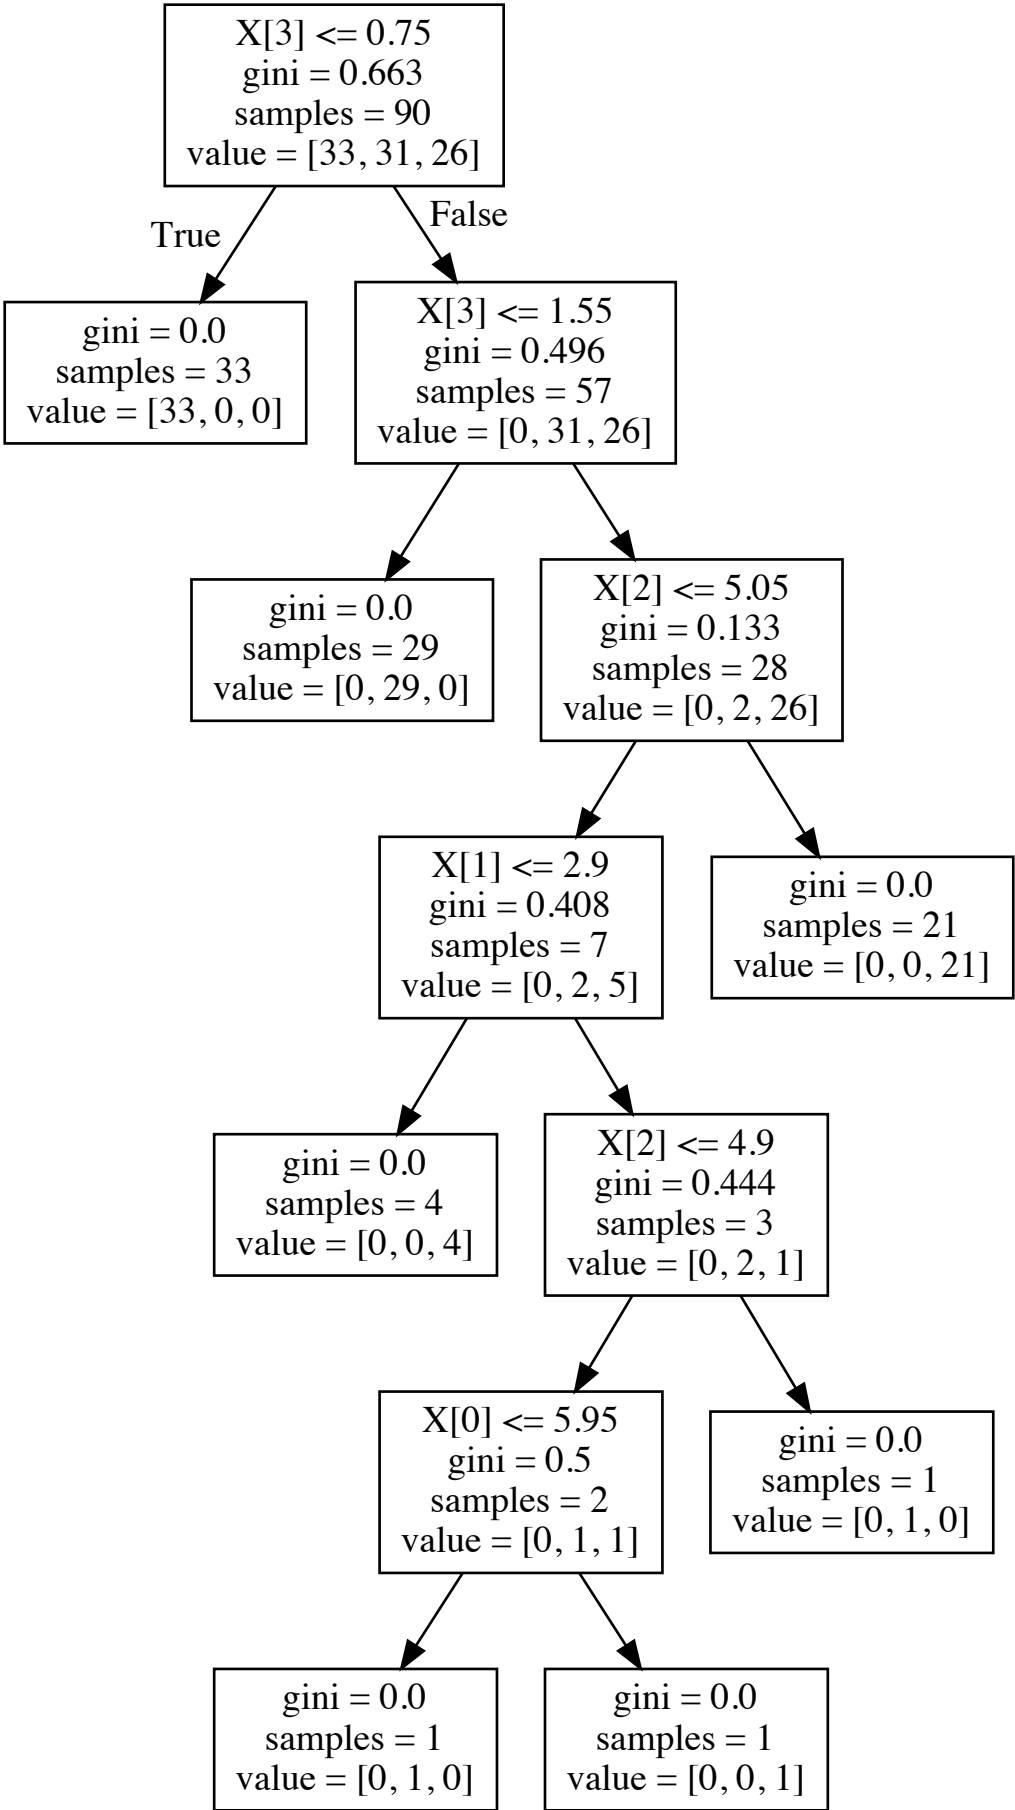 X[3] <= 0.75
gini = 0.663
samples = 90
value = [33, 31, 26]
True
False
gini = 0.0
samples = 33
value = [33, 0, 0]
X[3] <= 1.55
gini = 0.496
samples = 57
value = [0, 31, 26]
gini = 0.0
samples = 29
value = [0, 29, 0]
X[2] <= 5.05
gini = 0.133
samples = 28
value = [0, 2, 26]
X[1] <= 2.9
gini = 0.408
samples = 7
value = [0, 2, 5]
gini = 0.0
samples = 21
value = [0, 0, 21]
gini = 0.0
samples = 4
value = [0, 0, 4]
X[2] <= 4.9
gini = 0.444
samples = 3
value = [0, 2, 1]
X[0] <= 5.95
gini = 0.5
samples = 2
value = [0, 1, 1]
gini = 0.0
samples = 1
value = [0, 1, 0]
gini = 0.0
samples = 1
value = [0, 1, 0]
gini = 0.0
samples = 1
value = [0, 0, 1]